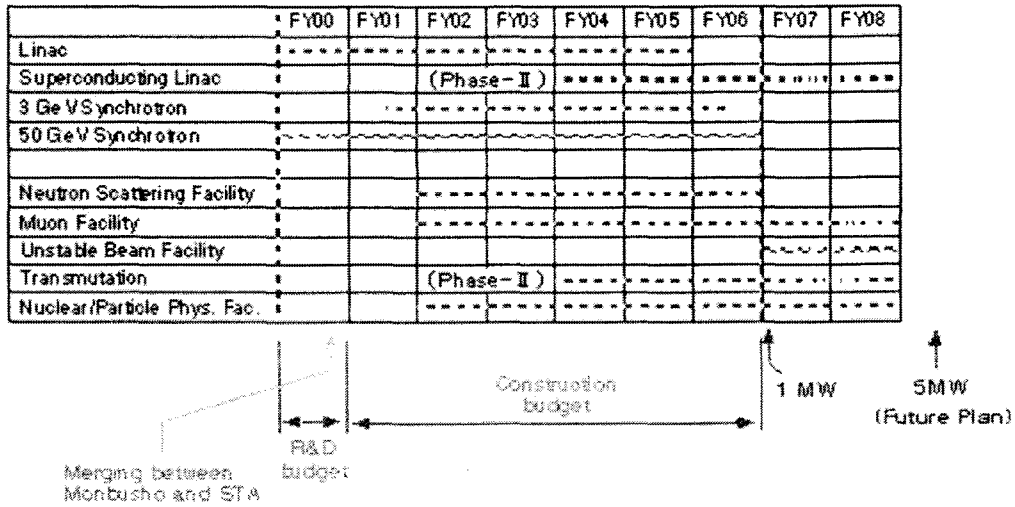 FY00 FY01 FY02 FY03 FY04 FY05 FY06 FY07 FY08
Linac
Superconducting Linac (Phase-II)
3 GeV Synchrotron
50 GeV Synchrotron
Neutron Scattering Facility
Muon Facility
Unstable Beam Facility
Transmutation (Phase-II)
Nuclear/Particle Phys. Fac.
Construction
budget
1 MW
5MW
(Future Plan)
R&D
budget
Merging between
Monbusho and STA